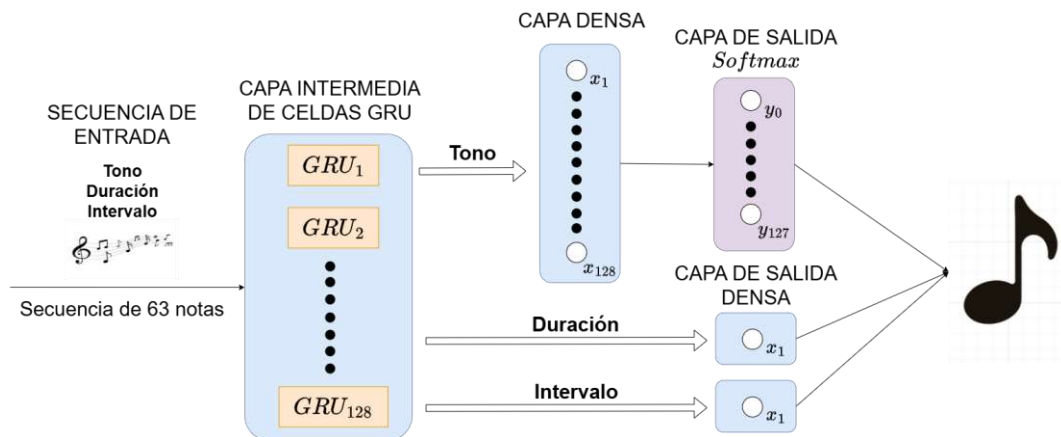 SECUENCIA DE
ENTRADA
Tono
Duración
Intervalo
Secuencia de 63 notas
CAPA INTERMEDIA
DE CELDAS GRU
GRU₁
GRU₂
GRU₁₂₈
Tono
Duración
Intervalo
CAPA DENSA
x₁
x₁₂₈
CAPA DE SALIDA
Softmax
y₀
y₁₂₇
CAPA DE SALIDA
DENSA
x₁
x₁